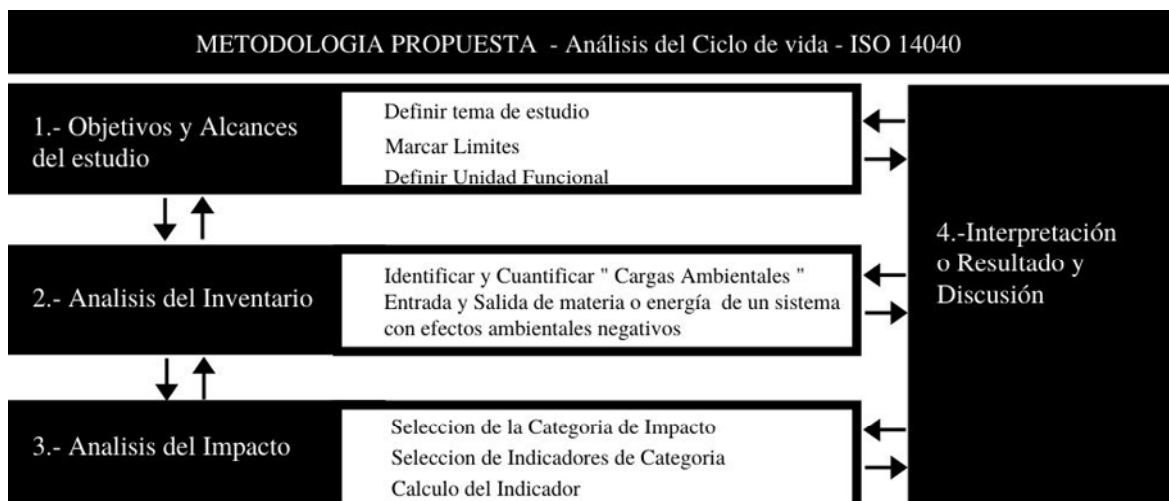 METODOLOGIA PROPUESTA - Análisis del Ciclo de vida - ISO 14040
1.- Objetivos y Alcances
del estudio
Definir tema de estudio
Marcar Limites
Definir Unidad Funcional
2.- Analisis del Inventario
Identificar y Cuantificar " Cargas Ambientales "
Entrada y Salida de materia o energía de un sistema
con efectos ambientales negativos
3.- Analisis del Impacto
Seleccion de la Categoria de Impacto
Seleccion de Indicadores de Categoria
Calculo del Indicador
4.-Interpretación
o Resultado y
Discusión